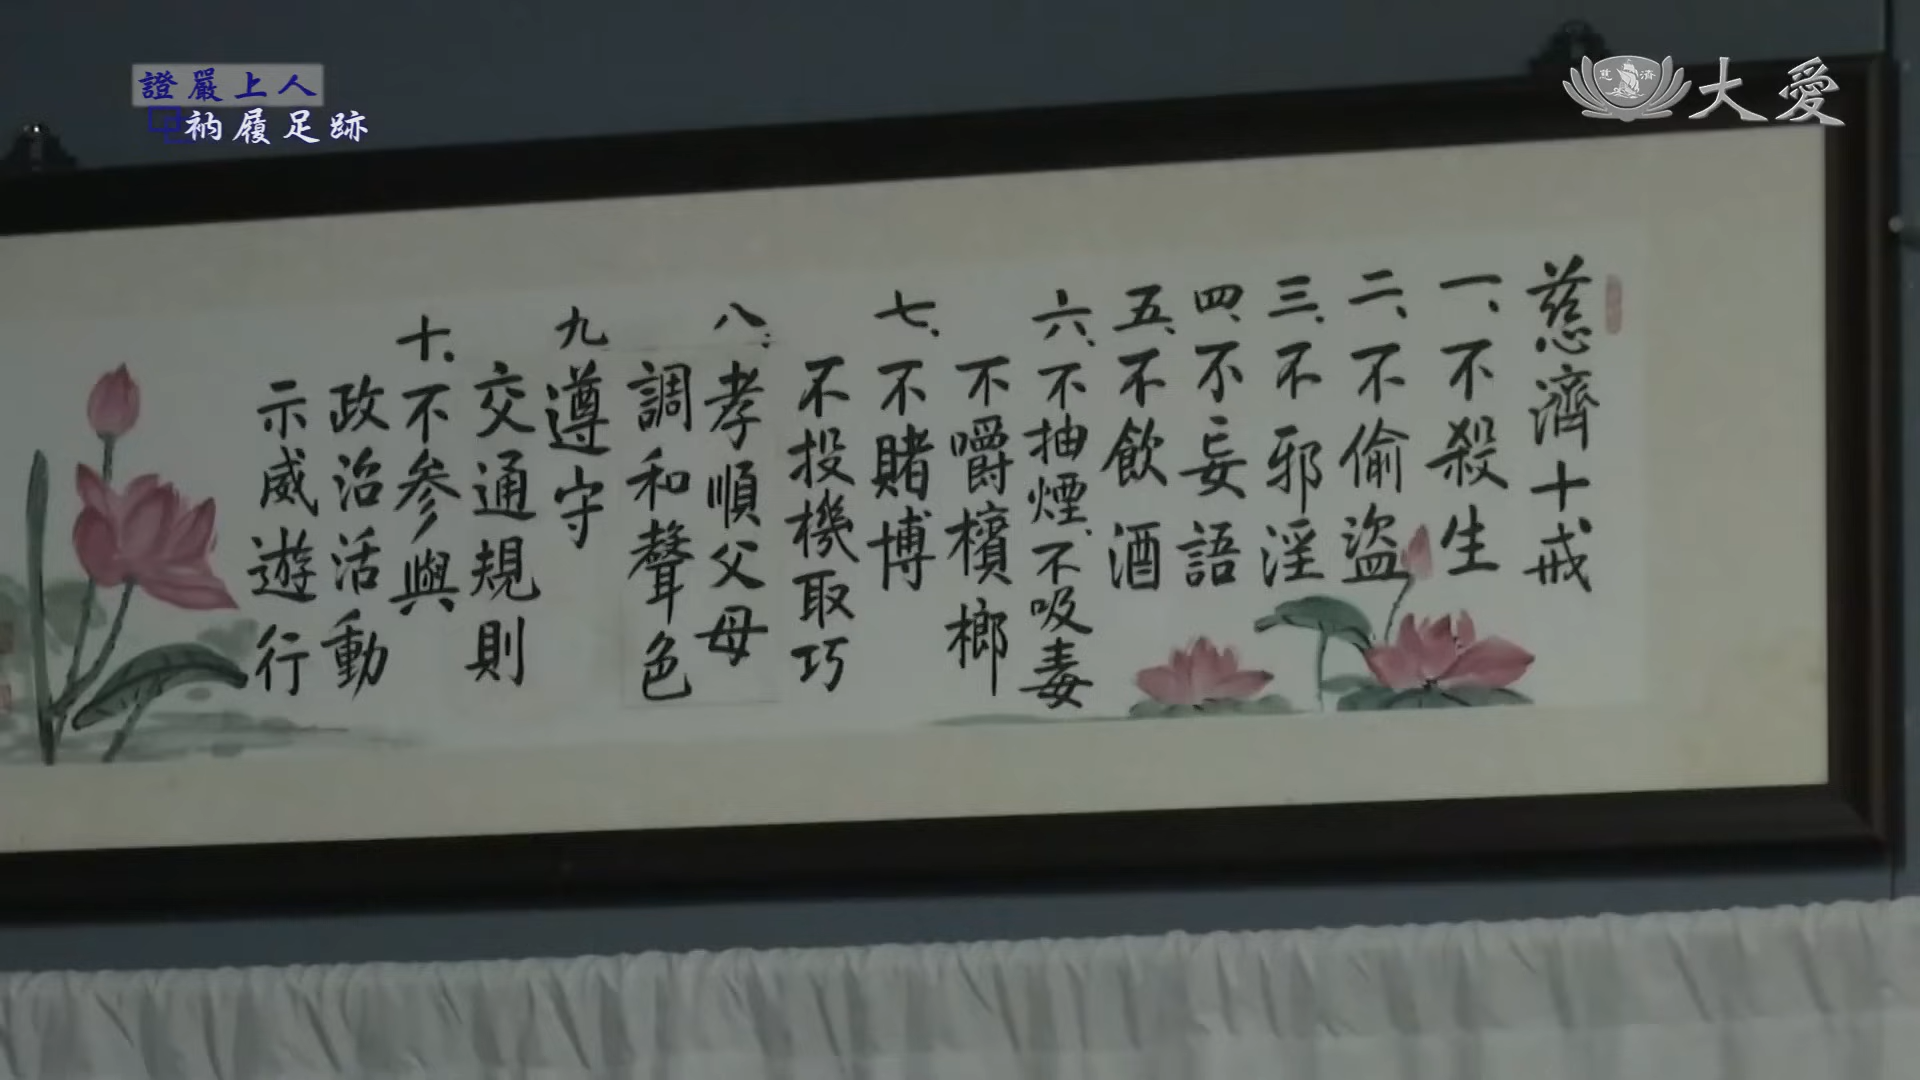 證嚴上人
衲履足跡
慈濟
大愛
慈濟十戒
一、不殺生
二、不偷盜
三、不邪淫
四、不妄語
五、不飲酒
六、不抽煙、不吸毒
不嚼檳榔
七、不賭博
不投機取巧
八、孝順父母
調和聲色
九遵守
交通規則
十、不參與
政治活動
示威遊行